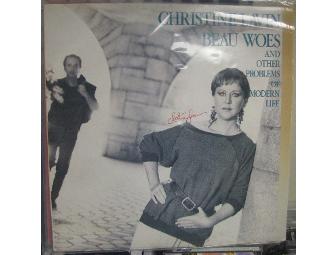 CHRISTINE LAVIN
BEAU WOES
AND
OTHER
PROBLEMS
OF
MODERN
LIFE